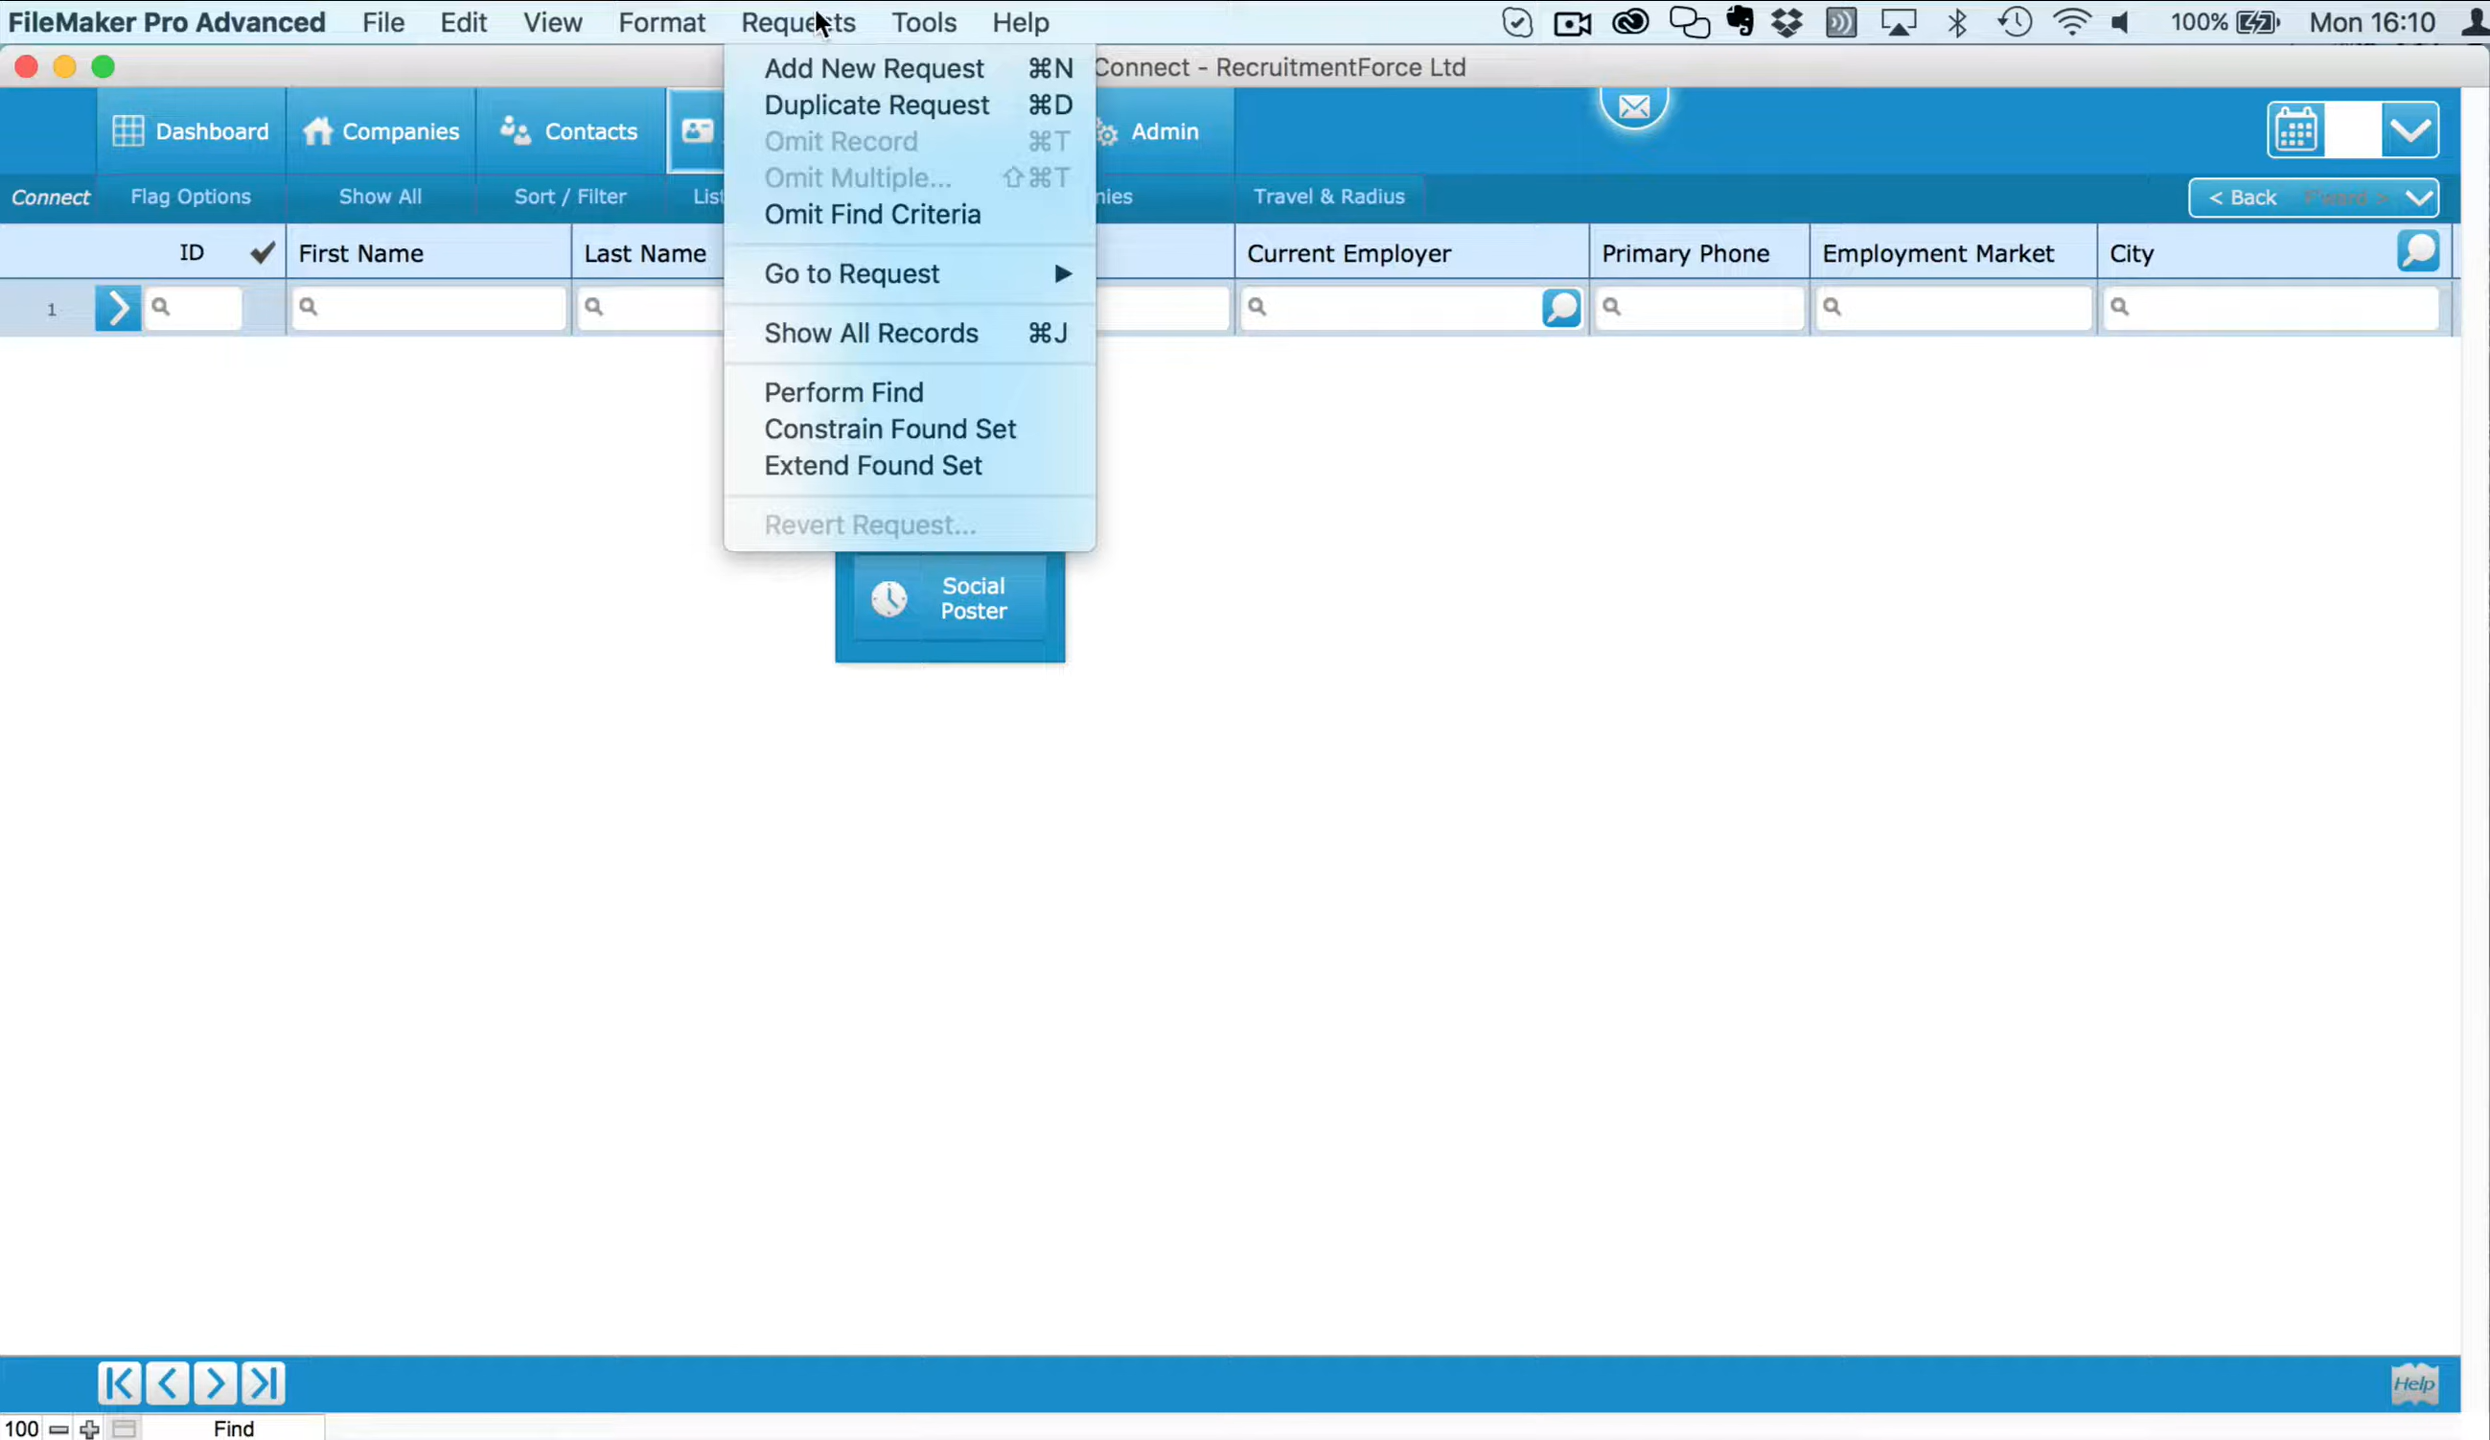 FileMaker Pro Advanced File Edit View Format Requests Tools Help 100% Mon 16:10
Connect - RecruitmentForce Ltd
Dashboard Companies Contacts Admin
Connect Flag Options Show All Sort / Filter List nies Travel & Radius < Back F'ward >
ID First Name Last Name Current Employer Primary Phone Employment Market City
1
Add New Request ⌘N
Duplicate Request ⌘D
Omit Record ⌘T
Omit Multiple... ⇧⌘T
Omit Find Criteria
Go to Request ▶
Show All Records ⌘J
Perform Find
Constrain Found Set
Extend Found Set
Revert Request...
Social
Poster
Help
100 Find